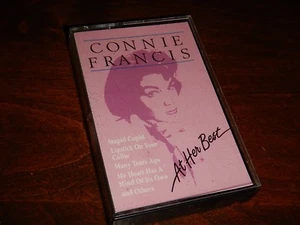 CONNIE
FRANCIS
Stupid Cupid
Lipstick On Your
Collar
Many Tears Ago
My Heart Has A
Mind Of Its Own
and Others
At Her Best